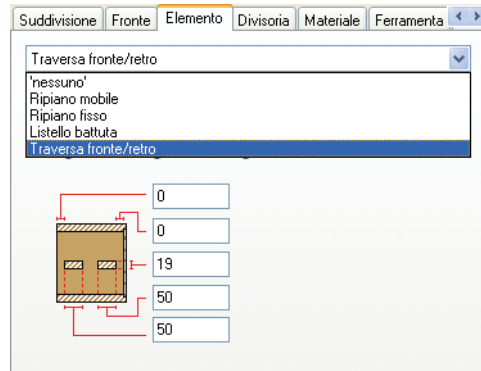 Suddivisione Fronte Elemento Divisoria Materiale Ferramenta
Traversa fronte/retro
'nessuno'
Ripiano mobile
Ripiano fisso
Listello battuta
Traversa fronte/retro
0
0
19
50
50